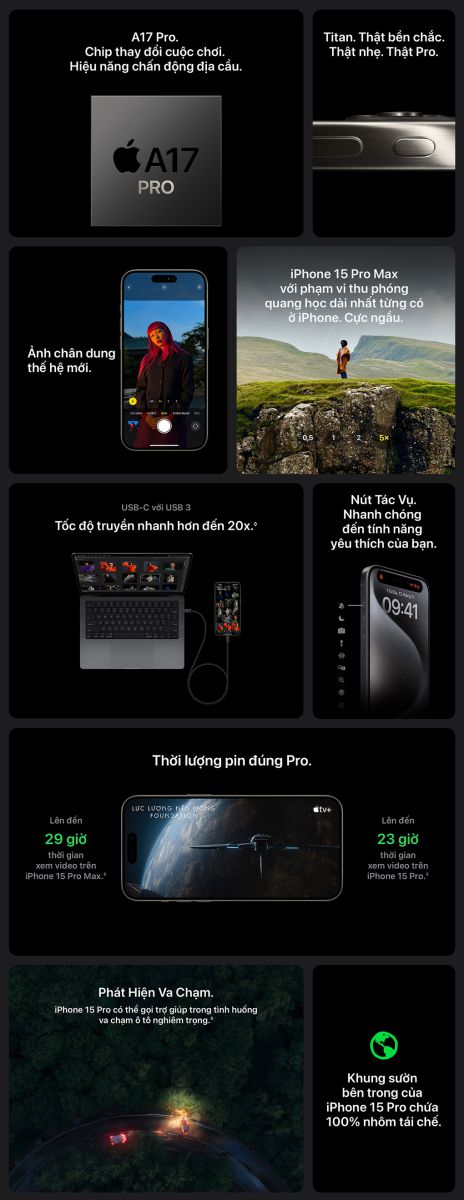 A17 Pro.
Chip thay đổi cuộc chơi.
Hiệu năng chấn động địa cầu.
A17
PRO
Titan. Thật bền chắc.
Thật nhẹ. Thật Pro.
Ảnh chân dung
thế hệ mới.
iPhone 15 Pro Max
với phạm vi thu phóng
quang học dài nhất từng có
ở iPhone. Cực ngầu.
0,5 1 2 5×
USB-C với USB 3
Tốc độ truyền nhanh hơn đến 20x.◊
Nút Tác Vụ.
Nhanh chóng
đến tính năng
yêu thích của bạn.
09:41
Thời lượng pin đúng Pro.
Lên đến
29 giờ
thời gian
xem video trên
iPhone 15 Pro Max.◊
LỰC LƯỢNG NỀN MÓNG
FOUNDATION
tv+
Lên đến
23 giờ
thời gian
xem video trên
iPhone 15 Pro.◊
Phát Hiện Va Chạm.
iPhone 15 Pro có thể gọi trợ giúp trong tình huống
va chạm ô tô nghiêm trọng.◊
Khung sườn
bên trong của
iPhone 15 Pro chứa
100% nhôm tái chế.